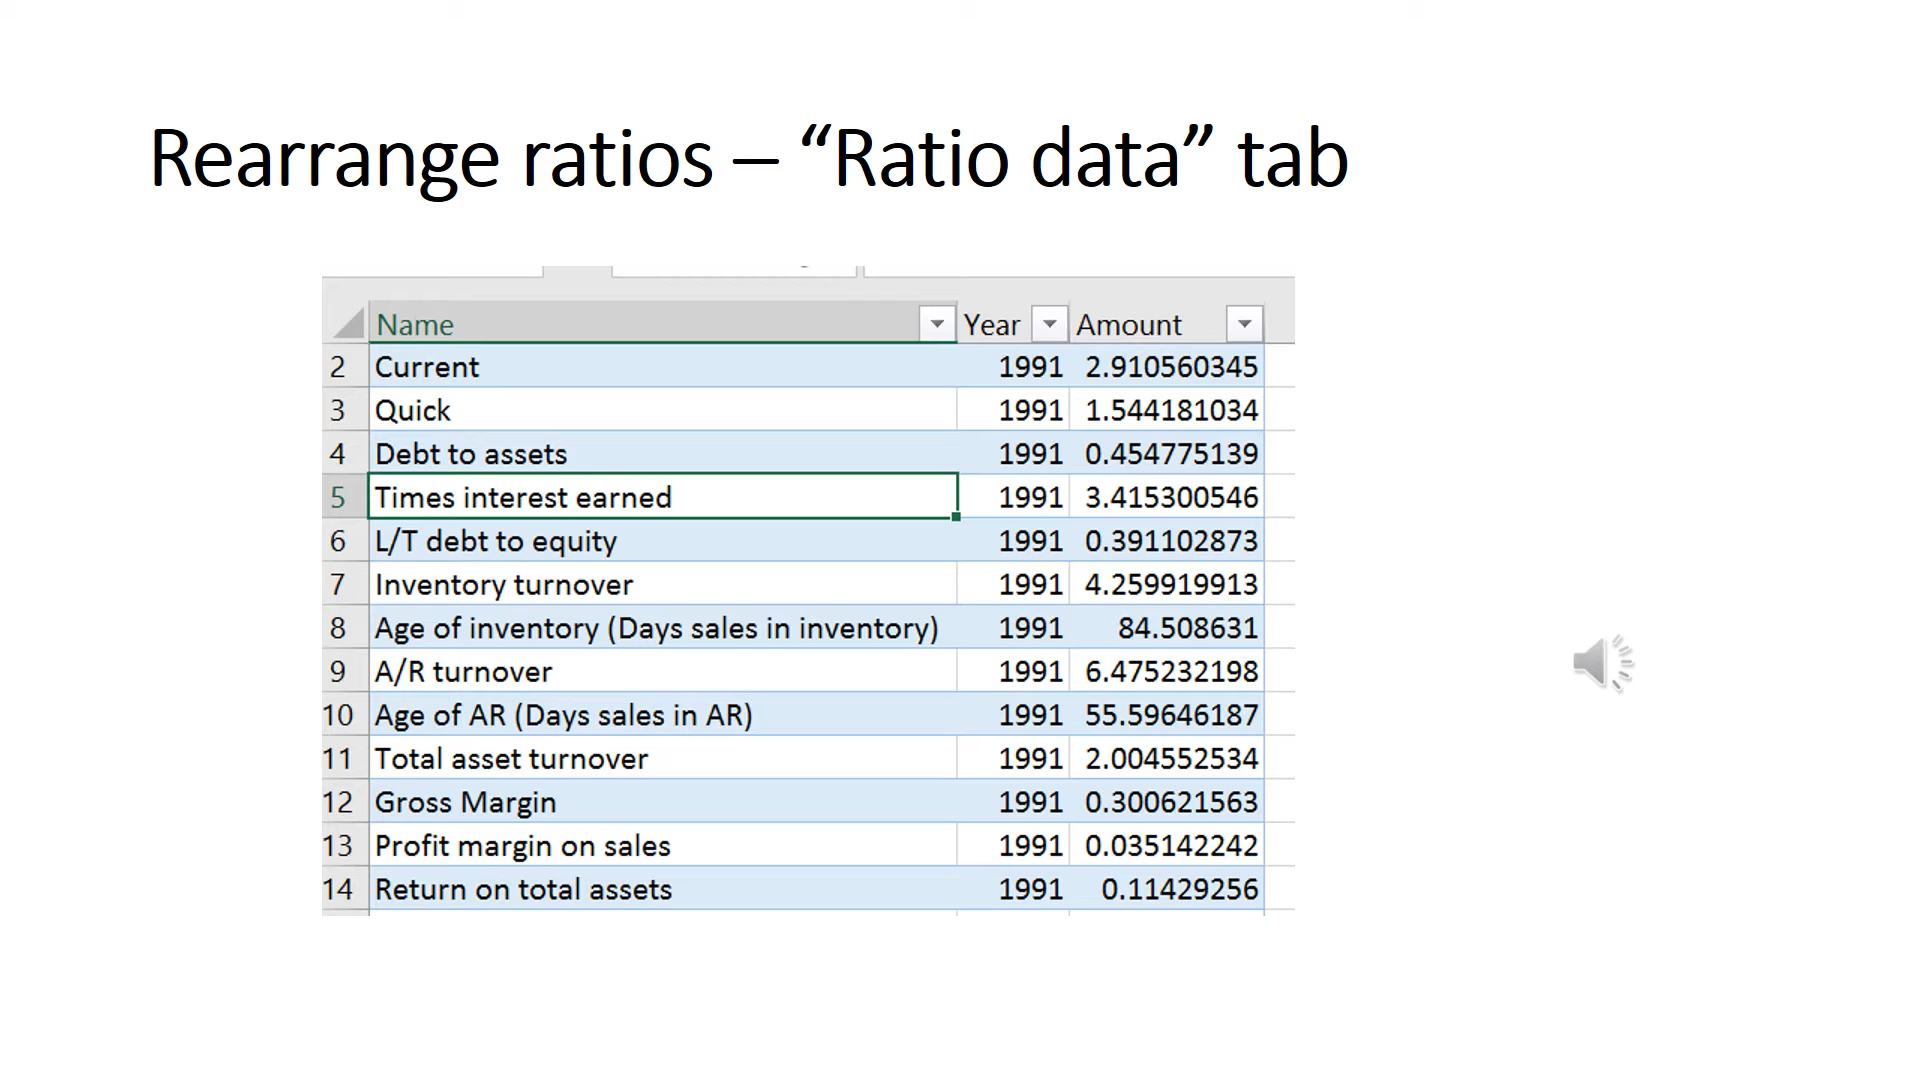 Rearrange ratios – “Ratio data” tab
Name Year Amount
2 Current 1991 2.910560345
3 Quick 1991 1.544181034
4 Debt to assets 1991 0.454775139
5 Times interest earned 1991 3.415300546
6 L/T debt to equity 1991 0.391102873
7 Inventory turnover 1991 4.259919913
8 Age of inventory (Days sales in inventory) 1991 84.508631
9 A/R turnover 1991 6.475232198
10 Age of AR (Days sales in AR) 1991 55.59646187
11 Total asset turnover 1991 2.004552534
12 Gross Margin 1991 0.300621563
13 Profit margin on sales 1991 0.035142242
14 Return on total assets 1991 0.11429256